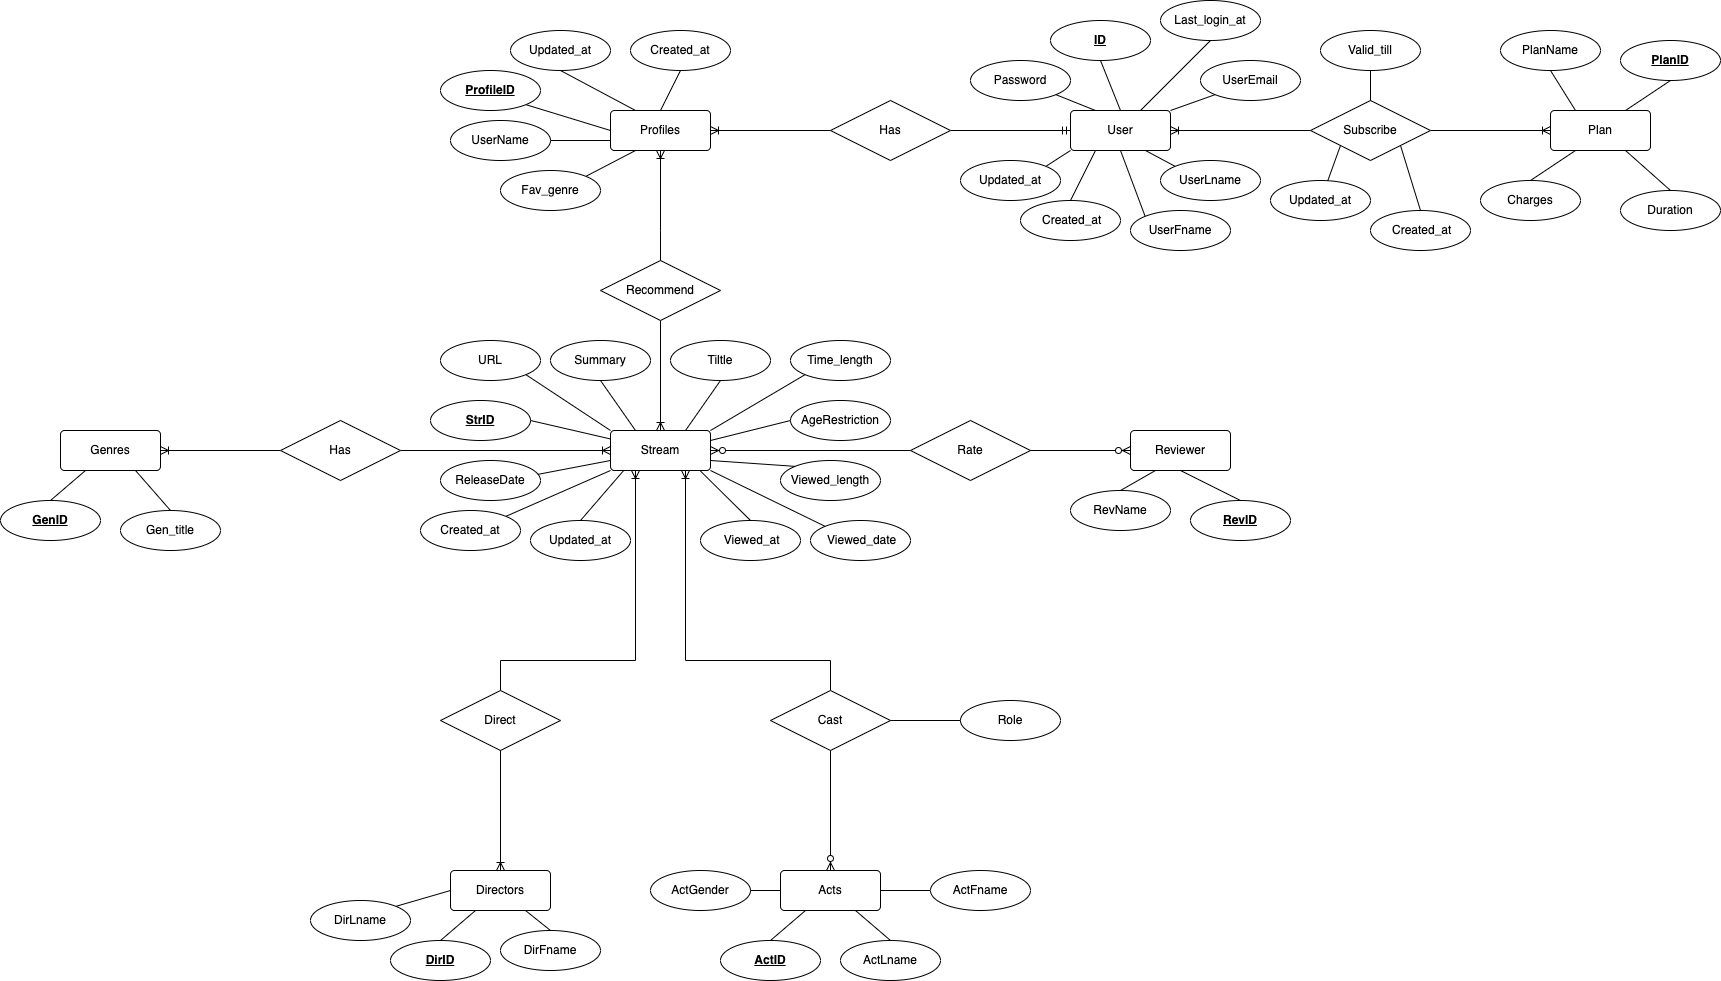 Last_login_at
Updated_at
Created_at
ID
Valid_till
PlanName
PlanID
Password
UserEmail
ProfileID
Profiles
Has
User
Subscribe
Plan
UserName
Fav_genre
Updated_at
UserLname
Updated_at
Charges
Created_at
UserFname
Created_at
Duration
Recommend
URL
Summary
Tiltle
Time_length
StrID
AgeRestriction
Genres
Has
Stream
Rate
Reviewer
ReleaseDate
Viewed_length
GenID
Gen_title
Created_at
Updated_at
Viewed_at
Viewed_date
RevName
RevID
Direct
Cast
Role
Directors
ActGender
Acts
ActFname
DirLname
DirID
DirFname
ActID
ActLname